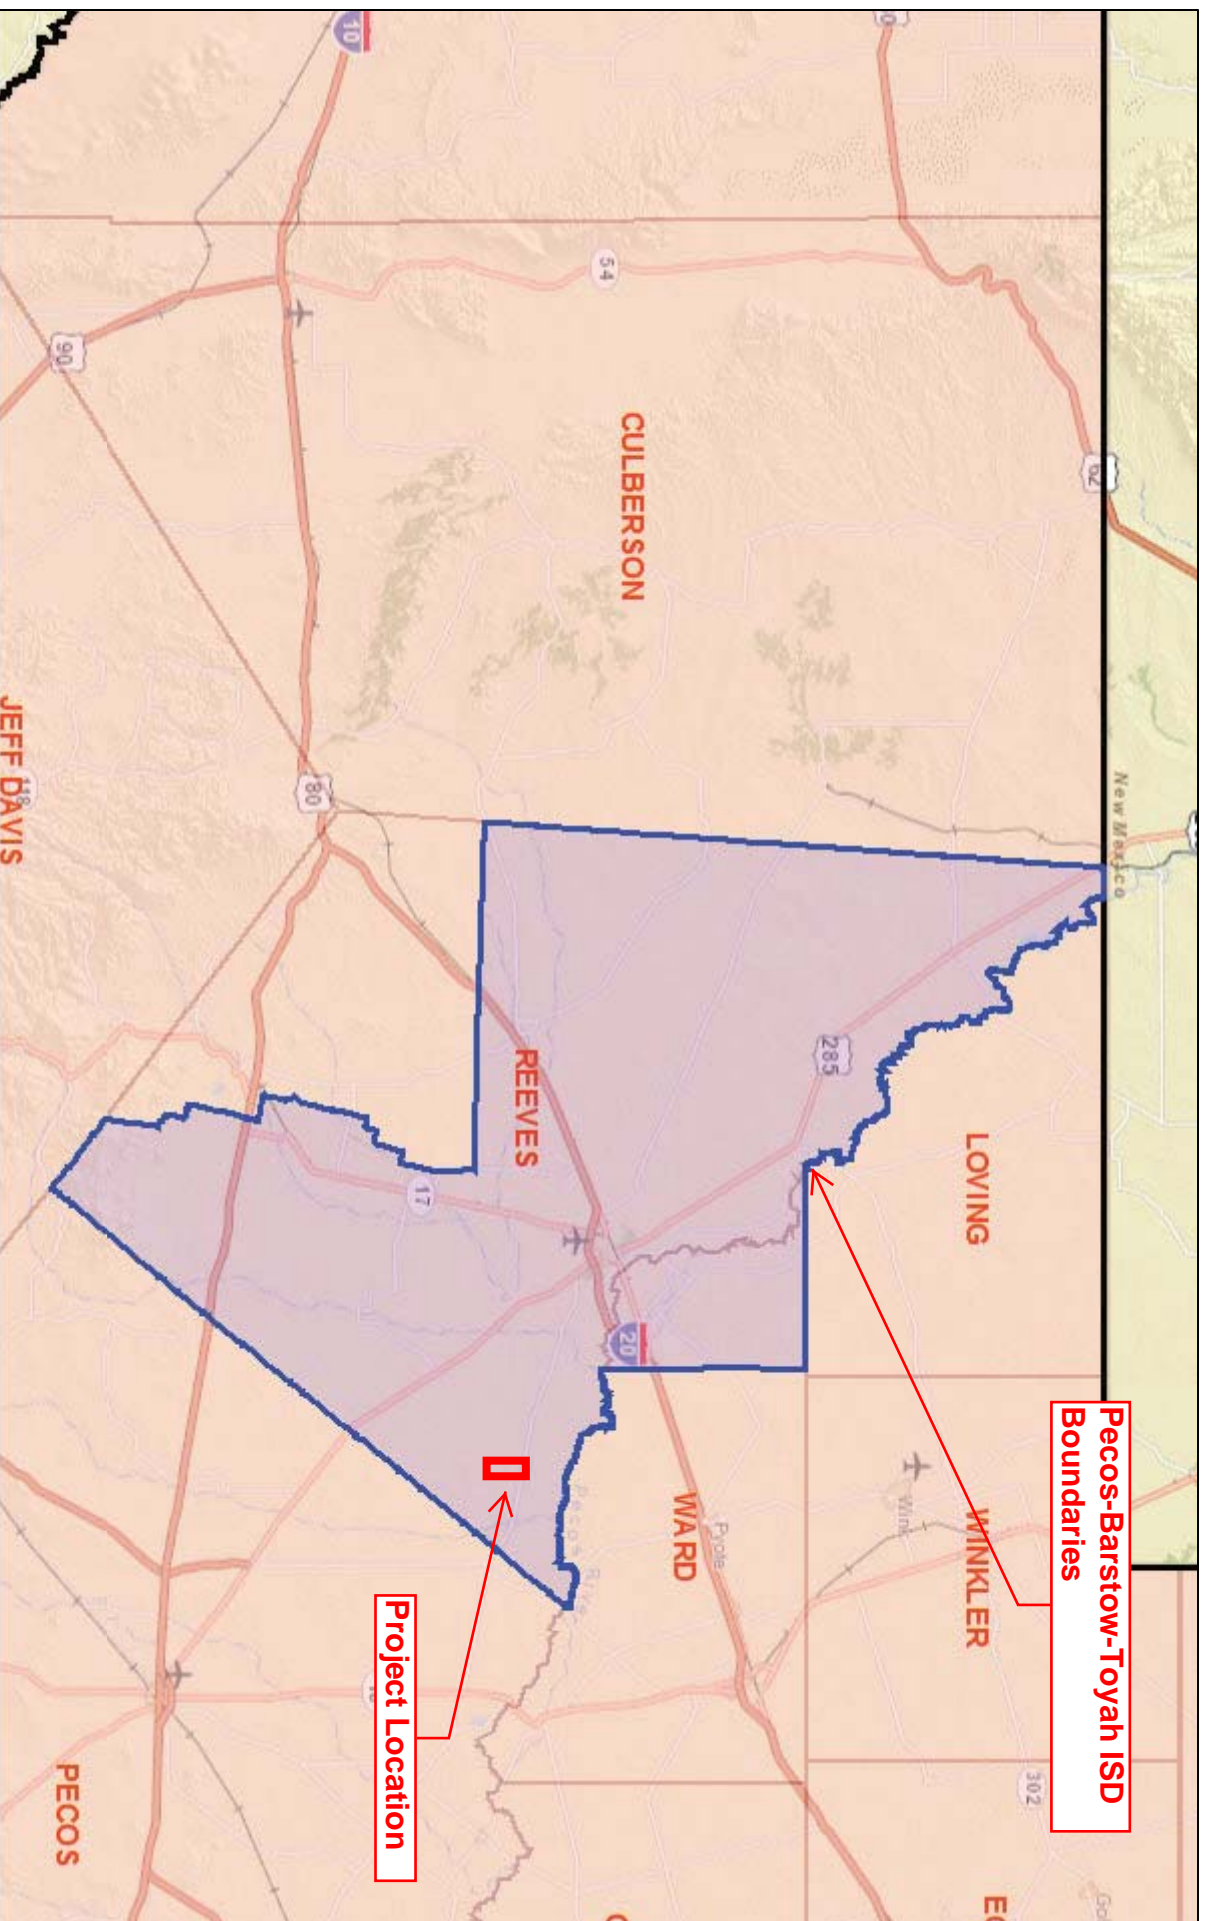 10
62
New Mexico
54
90
CULBERSON
JEFF DAVIS
118
80
285
REEVES
17
LOVING
20
WARD
Pyote
Wink
WINKLER
302
PECOS
Pecos-Barstow-Toyah ISD
Boundaries
Project Location